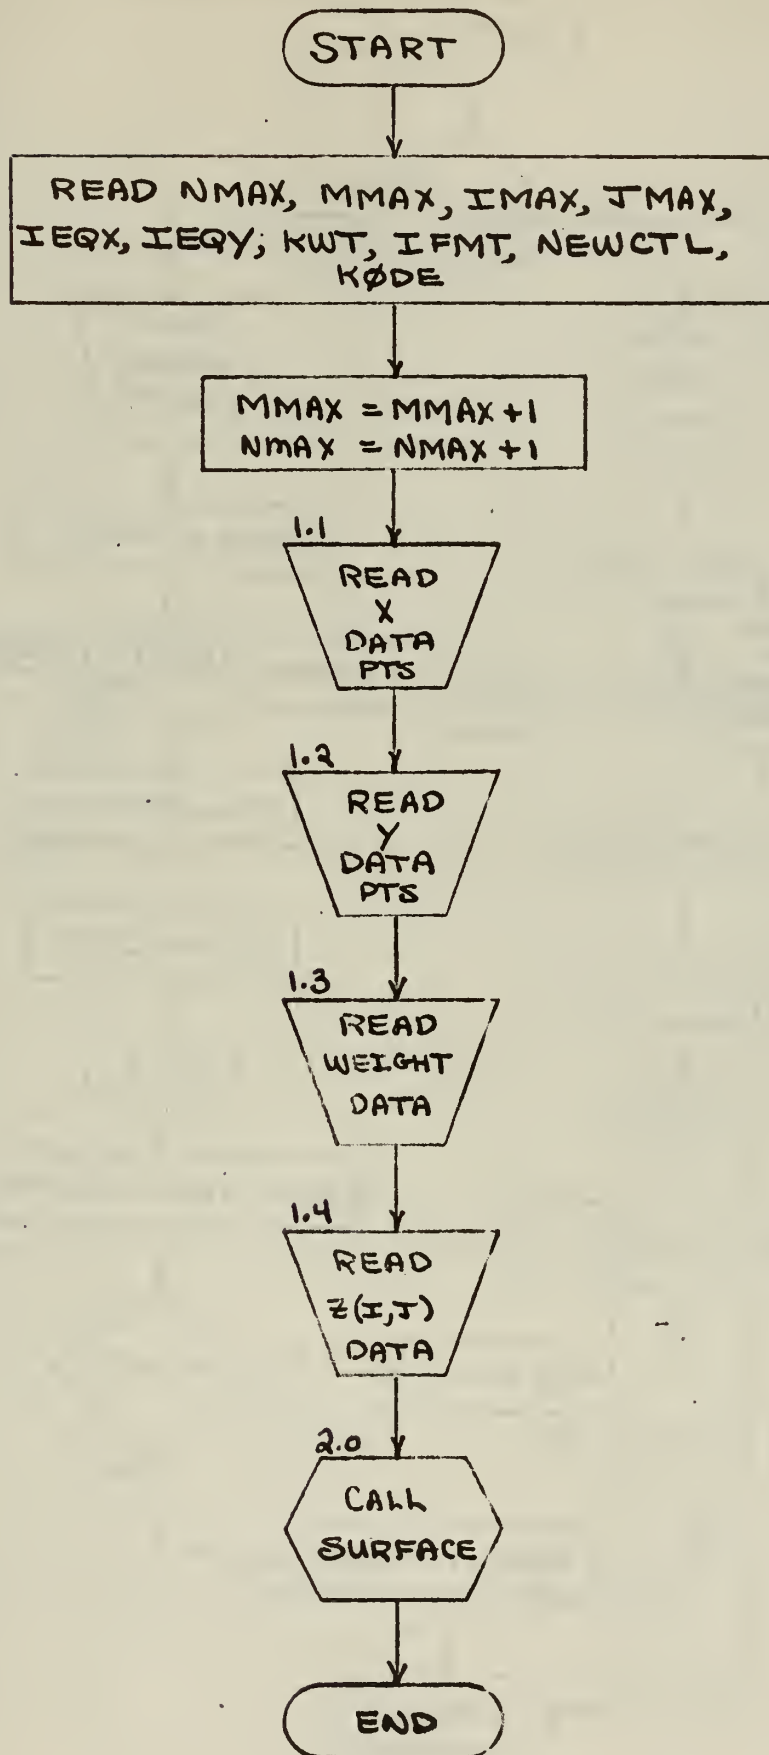 START
READ NMAX, MMAX, IMAX, JMAX,
IEQX, IEQY, KWT, IFMT, NEWCTL,
KØDE
MMAX = MMAX +1
NMAX = NMAX +1
1.1
READ
X
DATA
PTS
1.2
READ
Y
DATA
PTS
1.3
READ
WEIGHT
DATA
1.4
READ
Z(I,J)
DATA
2.0
CALL
SURFACE
END